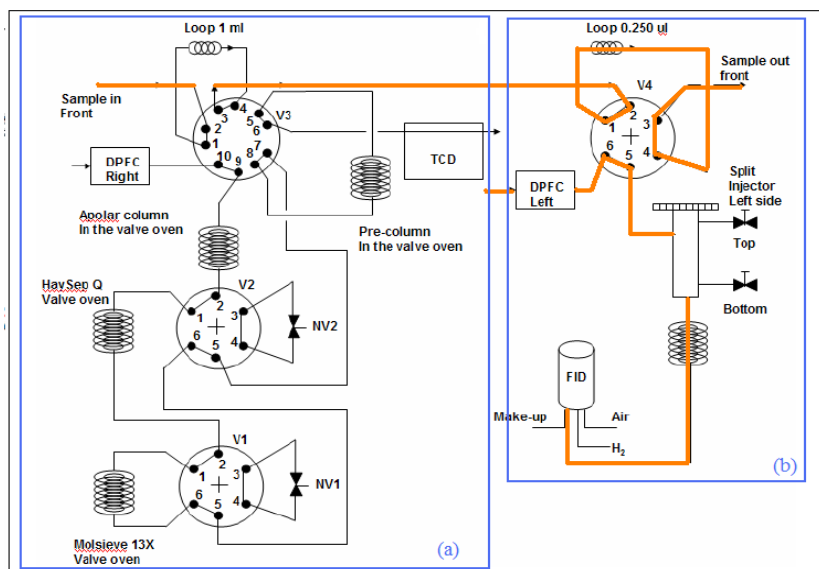 Loop 1 ml
Loop 0.250 ul
Sample in
Front
Sample out
front
V3
V4
1
2
3
4
5
6
7
8
9
10
1
2
3
4
5
6
DPFC
Right
TCD
DPFC
Left
Split
Injector
Left side
Top
Bottom
Apolar column
In the valve oven
Pre-column
In the valve oven
HaySep Q
Valve oven
V2
1
2
3
4
5
6
NV2
FID
Make-up
Air
H2
V1
1
2
3
4
5
6
NV1
Molsieve 13X
Valve oven
(a)
(b)